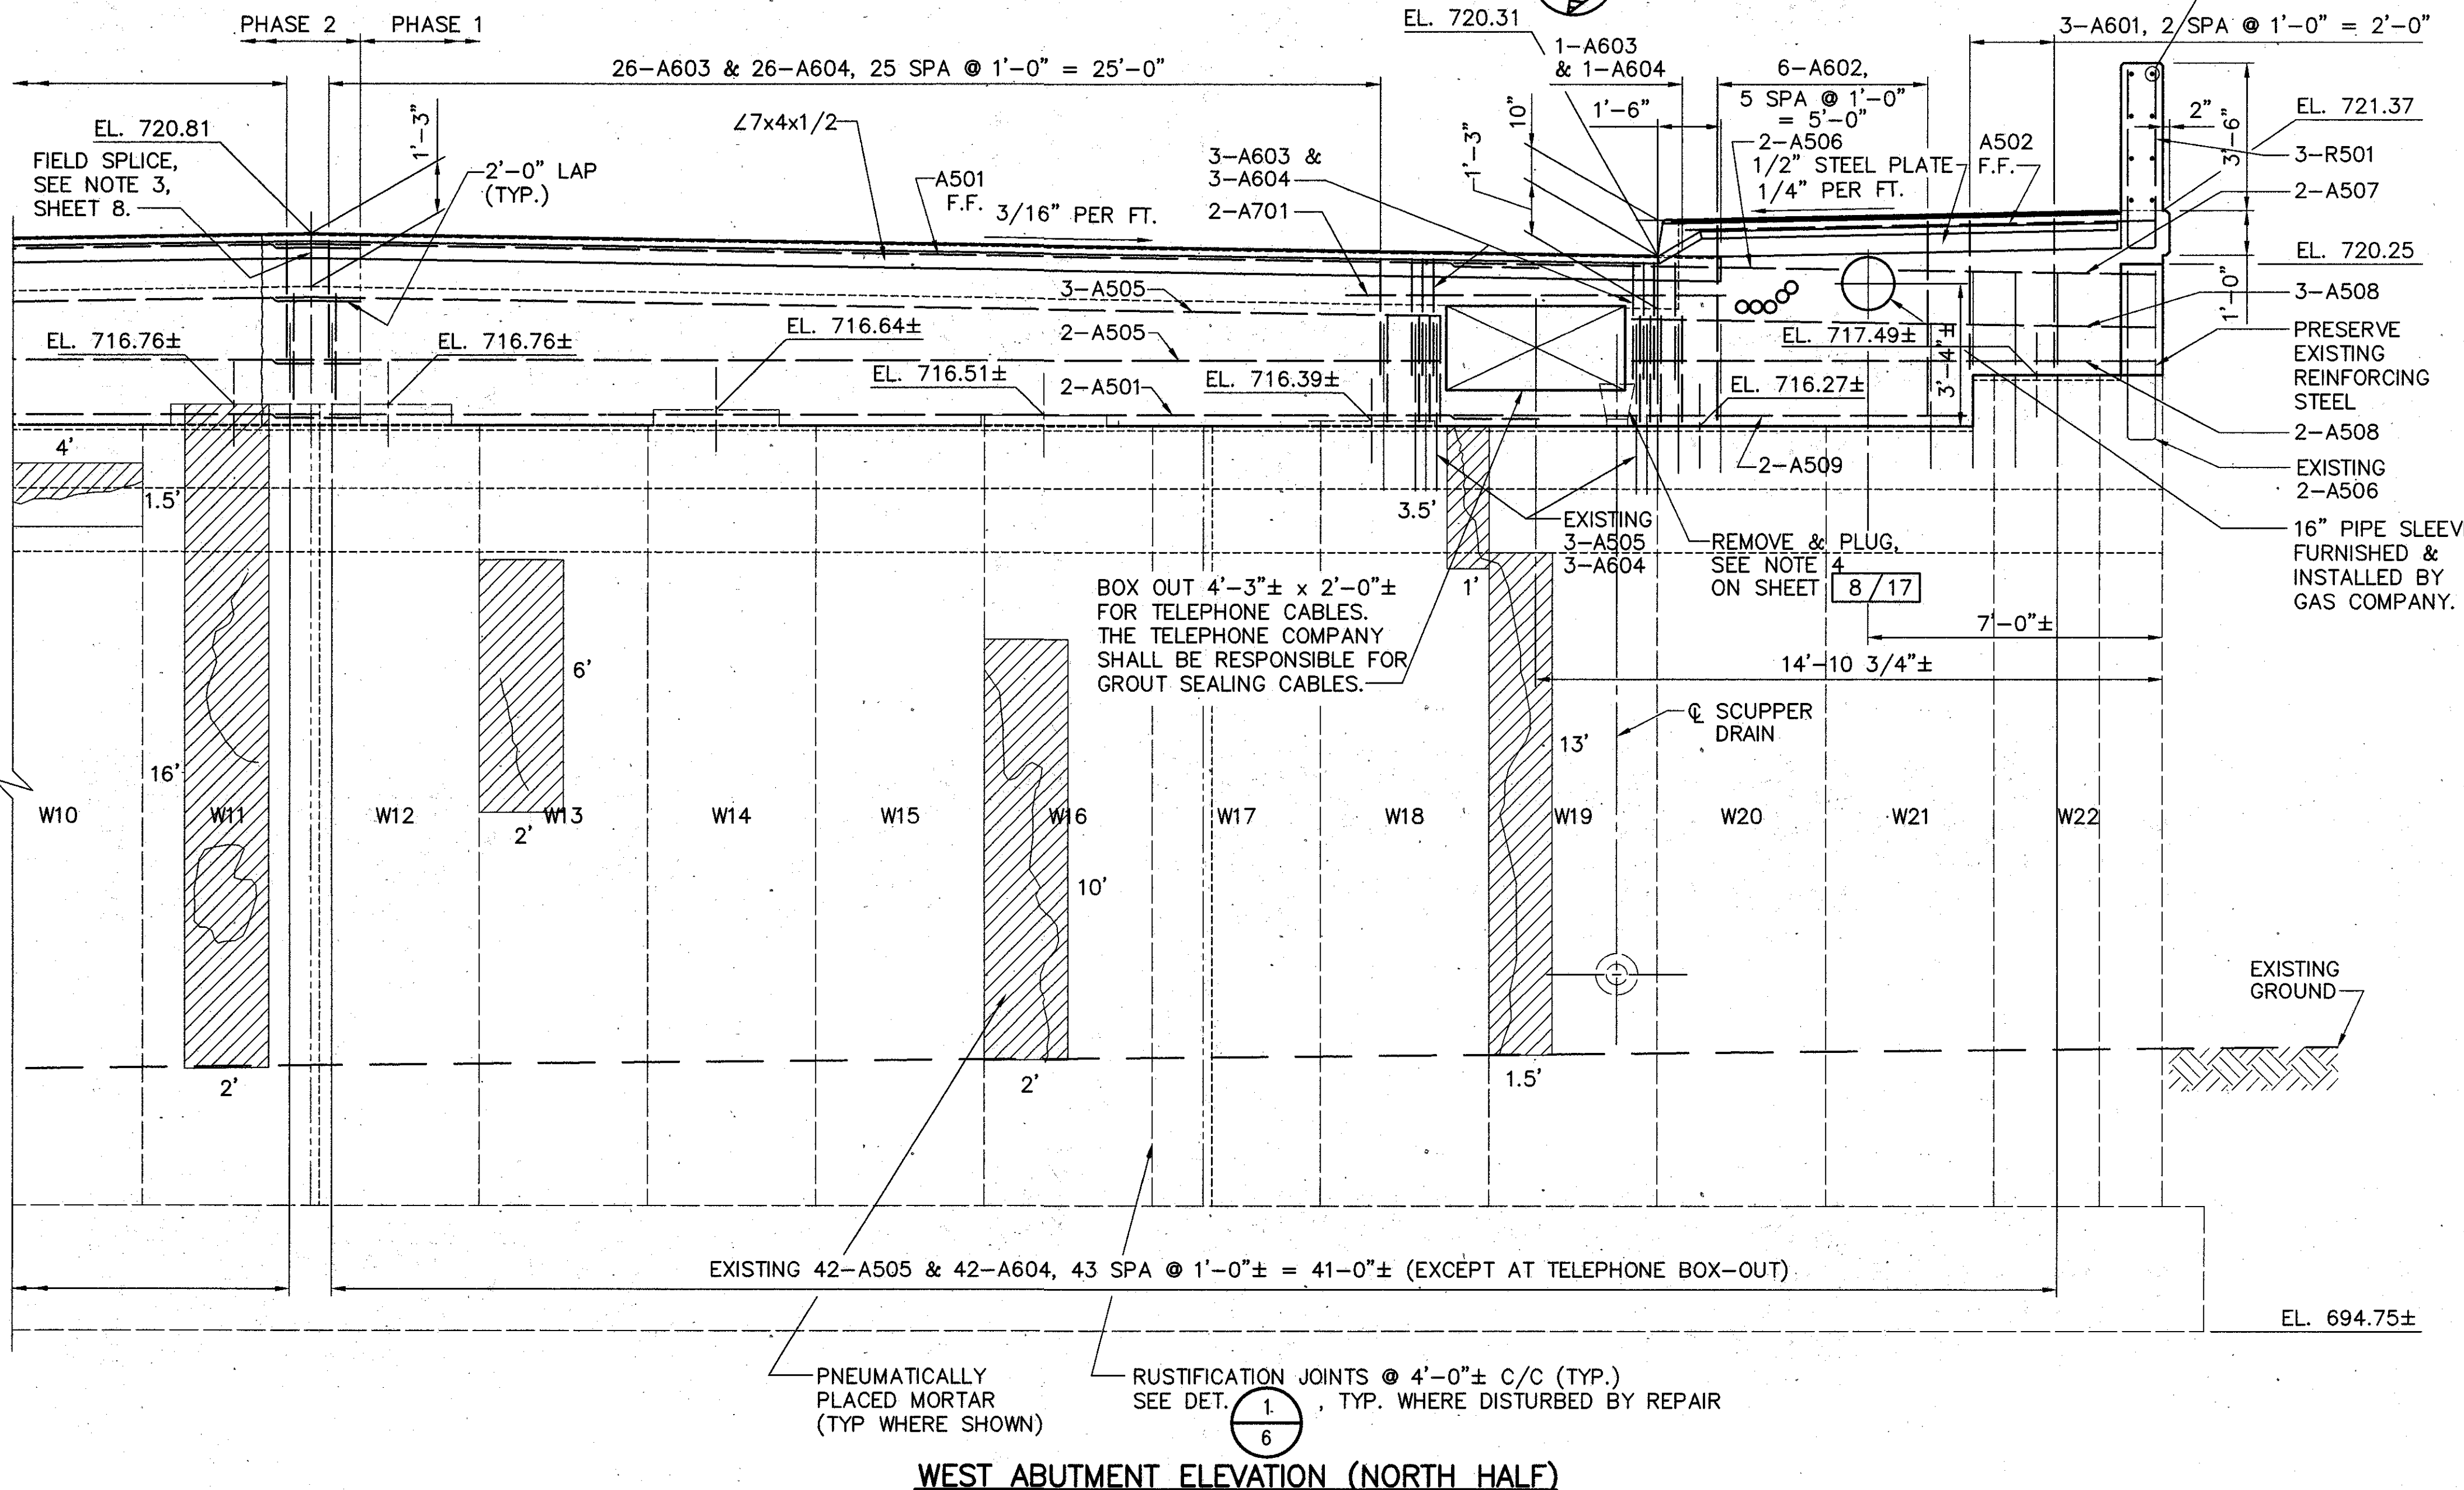 PHASE 2
PHASE 1
26-A603 & 26-A604, 25 SPA @ 1'-0" = 25'-0"
EL. 720.31
1-A603
& 1-A604
6-A602,
5 SPA @ 1'-0"
= 5'-0"
3-A601, 2 SPA @ 1'-0" = 2'-0"
EL. 720.81
FIELD SPLICE,
SEE NOTE 3,
SHEET 8.
1'-3"
2'-0" LAP
(TYP.)
∠7x4x1/2
A501
F.F.
3/16" PER FT.
3-A603 &
3-A604
2-A701
1'-3"
10"
1'-6"
2-A506
1/2" STEEL PLATE
1/4" PER FT.
A502
F.F.
2"
3'-6"
EL. 721.37
3-R501
2-A507
EL. 720.25
1'-0"
3-A508
PRESERVE
EXISTING
REINFORCING
STEEL
2-A508
EXISTING
2-A506
16" PIPE SLEEV
FURNISHED &
INSTALLED BY
GAS COMPANY.
EL. 716.76±
EL. 716.76±
EL. 716.64±
3-A505
2-A505
2-A501
EL. 716.51±
EL. 716.39±
EL. 717.49±
EL. 716.27±
3'-4"±
2-A509
4'
1.5'
3.5'
1'
EXISTING
3-A505
3-A604
REMOVE & PLUG,
SEE NOTE 4
ON SHEET 8/17
BOX OUT 4'-3"± x 2'-0"±
FOR TELEPHONE CABLES.
THE TELEPHONE COMPANY
SHALL BE RESPONSIBLE FOR
GROUT SEALING CABLES.
7'-0"±
14'-10 3/4"±
℄ SCUPPER
DRAIN
6'
13'
16'
W10
W11
W12
W13
W14
W15
W16
W17
W18
W19
W20
W21
W22
2'
10'
2'
2'
1.5'
EXISTING
GROUND
EXISTING 42-A505 & 42-A604, 43 SPA @ 1'-0"± = 41-0"± (EXCEPT AT TELEPHONE BOX-OUT)
EL. 694.75±
PNEUMATICALLY
PLACED MORTAR
(TYP WHERE SHOWN)
RUSTIFICATION JOINTS @ 4'-0"± C/C (TYP.)
SEE DET. 1 , TYP. WHERE DISTURBED BY REPAIR
6
WEST ABUTMENT ELEVATION (NORTH HALF)